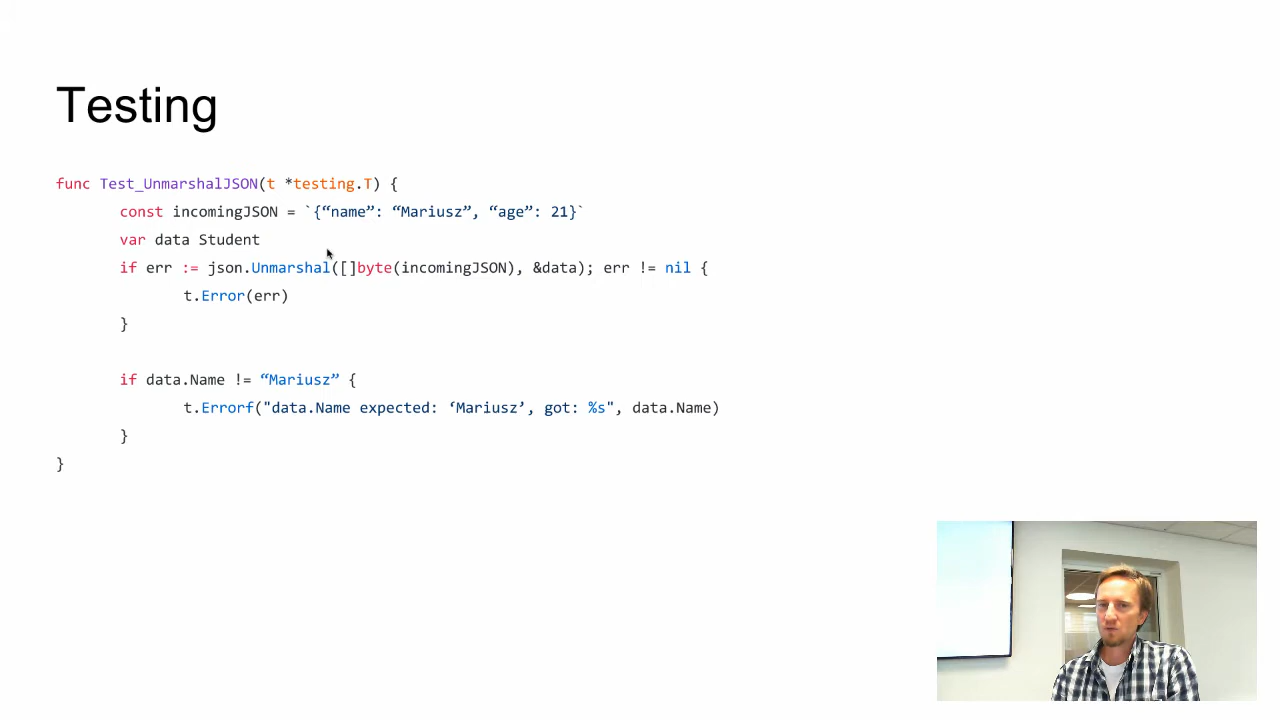 Testing
func Test_UnmarshalJSON(t *testing.T) {
const incomingJSON = `{“name”: “Mariusz”, “age”: 21}`
var data Student
if err := json.Unmarshal([]byte(incomingJSON), &data); err != nil {
t.Error(err)
}
if data.Name != “Mariusz” {
t.Errorf("data.Name expected: ‘Mariusz’, got: %s", data.Name)
}
}